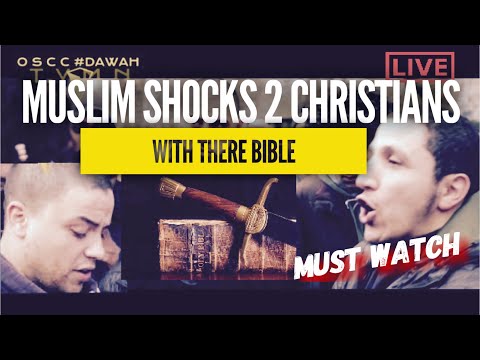 OSCC#DAWAH
LIVE
MUSLIM SHOCKS 2 CHRISTIANS
WITH THERE BIBLE
MUST WATCH